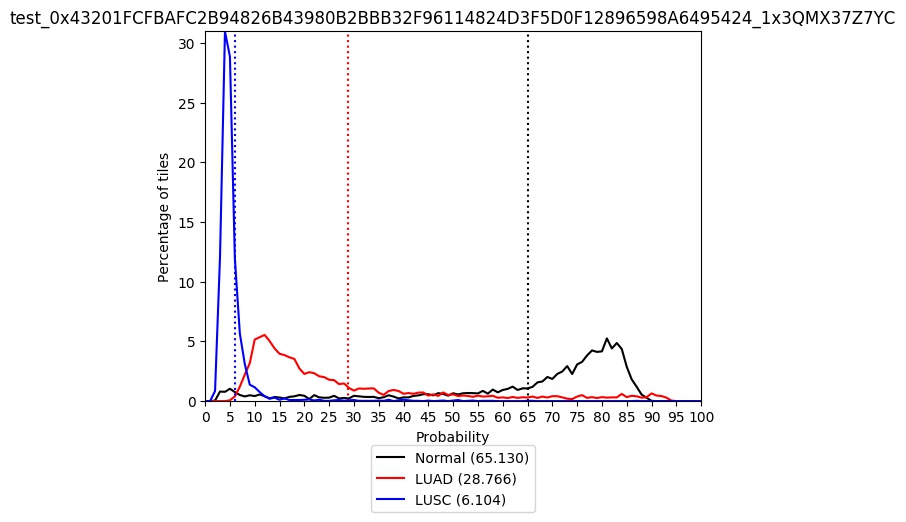 test_0x43201FCFBAFC2B94826B43980B2BBB32F96114824D3F5D0F12896598A6495424_1x3QMX37Z7YC
30
25
20
15
10
5
0
Percentage of tiles
0 5 10 15 20 25 30 35 40 45 50 55 60 65 70 75 80 85 90 95 100
Probability
Normal (65.130)
LUAD (28.766)
LUSC (6.104)